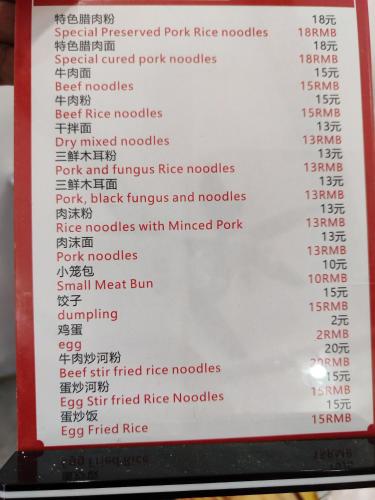 特色腊肉粉 18元
Special Preserved Pork Rice noodles 18RMB
特色腊肉面 18元
Special cured pork noodles 18RMB
牛肉面 15元
Beef noodles 15RMB
牛肉粉 15元
Beef Rice noodles 15RMB
干拌面 13元
Dry mixed noodles 13RMB
三鲜木耳粉 13元
Pork and fungus Rice noodles 13RMB
三鲜木耳面 13元
Pork, black fungus and noodles 13RMB
肉沫粉 13元
Rice noodles with Minced Pork 13RMB
肉沫面 13元
Pork noodles 13RMB
小笼包 10元
Small Meat Bun 10RMB
饺子 15元
dumpling 15RMB
鸡蛋 2元
egg 2RMB
牛肉炒河粉 20元
Beef stir fried rice noodles 20RMB
蛋炒河粉 15元
Egg Stir fried Rice Noodles 15RMB
蛋炒饭 15元
Egg Fried Rice 15RMB